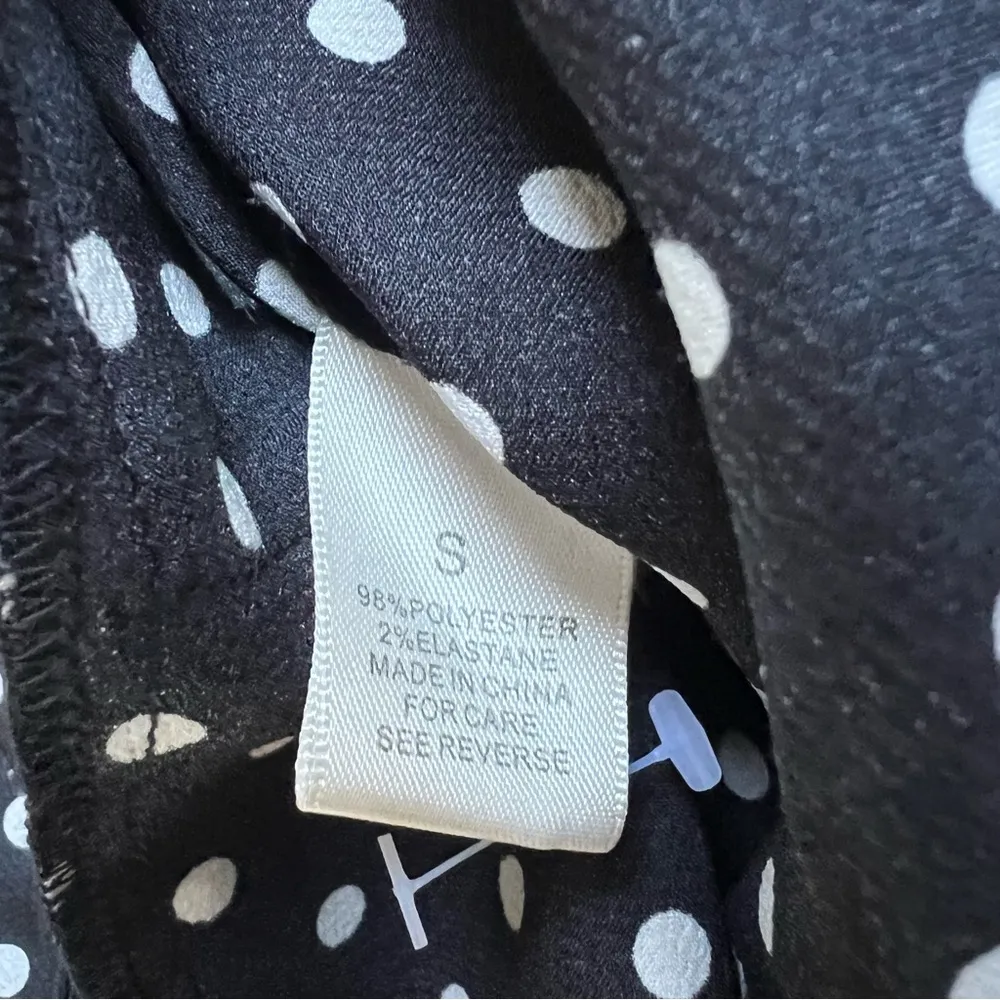 S
98%POLYESTER
2%ELASTANE
MADE IN CHINA
FOR CARE
SEE REVERSE